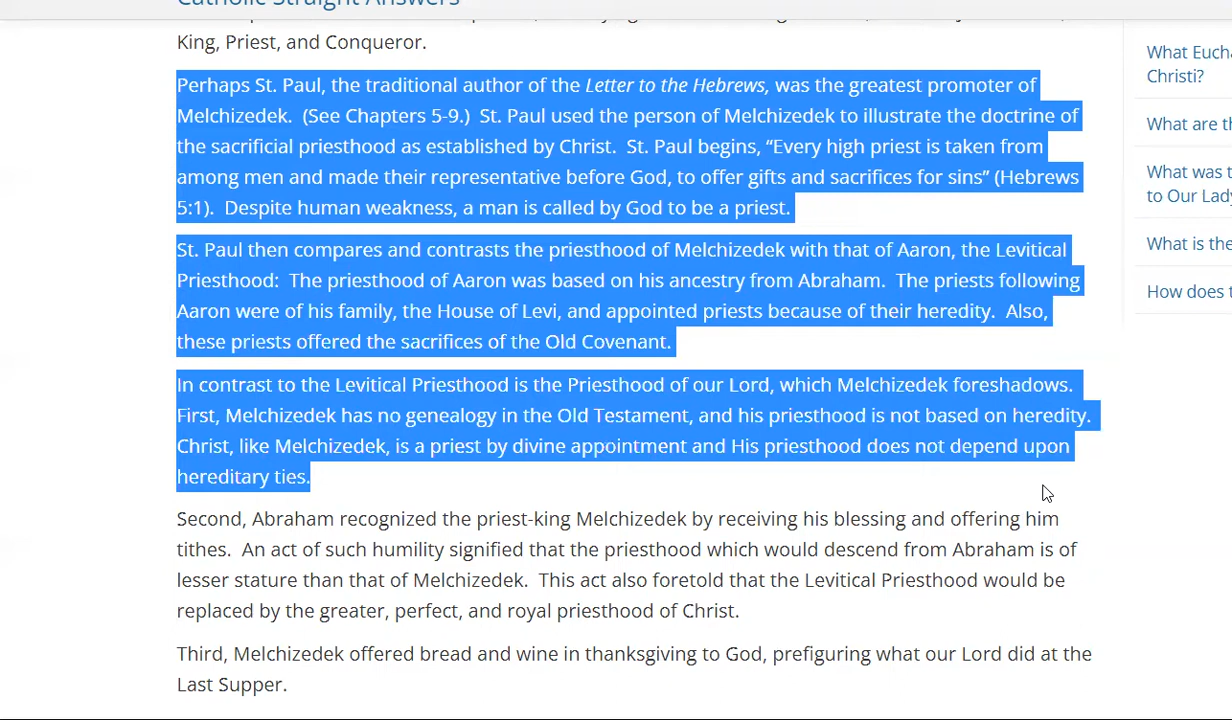 Catholic Straight Answers
King, Priest, and Conqueror.
Perhaps St. Paul, the traditional author of the Letter to the Hebrews, was the greatest promoter of
Melchizedek.  (See Chapters 5-9.)  St. Paul used the person of Melchizedek to illustrate the doctrine of
the sacrificial priesthood as established by Christ.  St. Paul begins, “Every high priest is taken from
among men and made their representative before God, to offer gifts and sacrifices for sins” (Hebrews
5:1).  Despite human weakness, a man is called by God to be a priest.
St. Paul then compares and contrasts the priesthood of Melchizedek with that of Aaron, the Levitical
Priesthood:  The priesthood of Aaron was based on his ancestry from Abraham.  The priests following
Aaron were of his family, the House of Levi, and appointed priests because of their heredity.  Also,
these priests offered the sacrifices of the Old Covenant.
In contrast to the Levitical Priesthood is the Priesthood of our Lord, which Melchizedek foreshadows.
First, Melchizedek has no genealogy in the Old Testament, and his priesthood is not based on heredity.
Christ, like Melchizedek, is a priest by divine appointment and His priesthood does not depend upon
hereditary ties.
Second, Abraham recognized the priest-king Melchizedek by receiving his blessing and offering him
tithes.  An act of such humility signified that the priesthood which would descend from Abraham is of
lesser stature than that of Melchizedek.  This act also foretold that the Levitical Priesthood would be
replaced by the greater, perfect, and royal priesthood of Christ.
Third, Melchizedek offered bread and wine in thanksgiving to God, prefiguring what our Lord did at the
Last Supper.
What Eucha
Christi?
What are th
What was t
to Our Lady
What is the
How does t